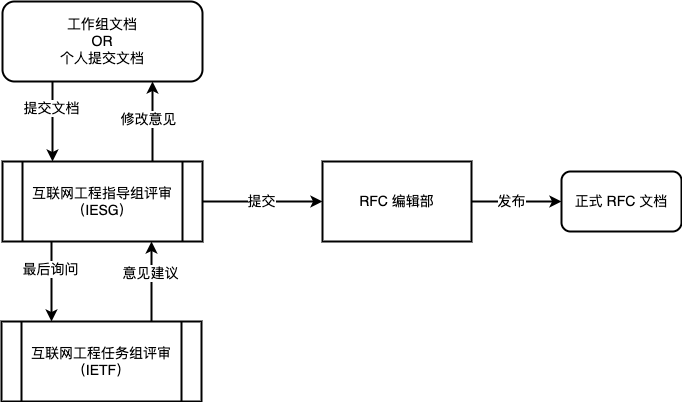 工作组文档
OR
个人提交文档
提交文档
修改意见
互联网工程指导组评审
(IESG)
提交
RFC 编辑部
发布
正式 RFC 文档
最后询问
意见建议
互联网工程任务组评审
(IETF)